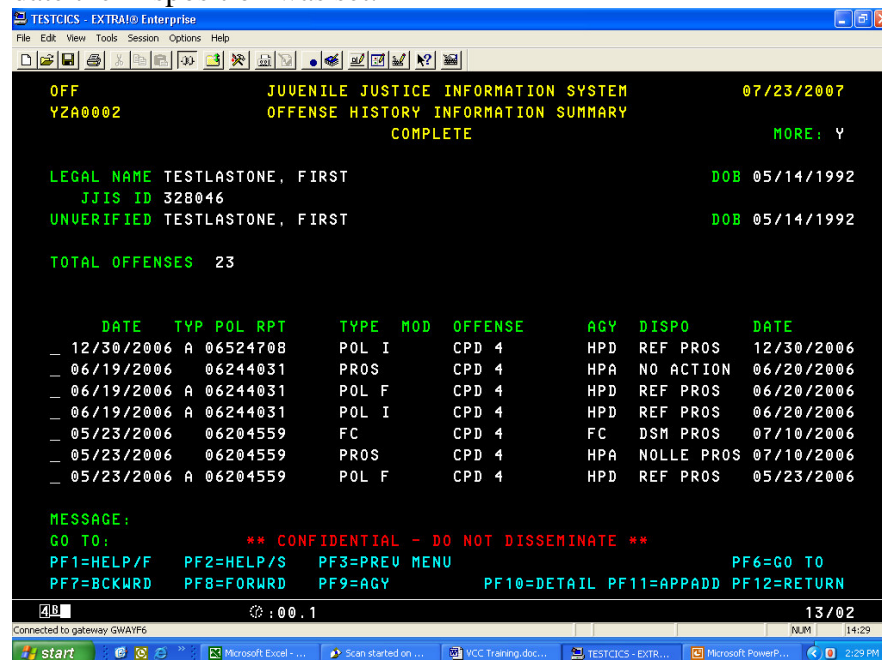 TESTCICS - EXTRA!® Enterprise
File Edit View Tools Session Options Help
OFF JUVENILE JUSTICE INFORMATION SYSTEM 07/23/2007
YZA0002 OFFENSE HISTORY INFORMATION SUMMARY
COMPLETE MORE: Y
LEGAL NAME TESTLASTONE, FIRST DOB 05/14/1992
JJIS ID 328046
UNVERIFIED TESTLASTONE, FIRST DOB 05/14/1992
TOTAL OFFENSES 23
DATE TYP POL RPT TYPE MOD OFFENSE AGY DISPO DATE
_ 12/30/2006 A 06524708 POL I CPD 4 HPD REF PROS 12/30/2006
_ 06/19/2006 06244031 PROS CPD 4 HPA NO ACTION 06/20/2006
_ 06/19/2006 A 06244031 POL F CPD 4 HPD REF PROS 06/20/2006
_ 06/19/2006 A 06244031 POL I CPD 4 HPD REF PROS 06/20/2006
_ 05/23/2006 06204559 FC CPD 4 FC DSM PROS 07/10/2006
_ 05/23/2006 06204559 PROS CPD 4 HPA NOLLE PROS 07/10/2006
_ 05/23/2006 A 06204559 POL F CPD 4 HPD REF PROS 05/23/2006
MESSAGE:
GO TO: ** CONFIDENTIAL - DO NOT DISSEMINATE **
PF1=HELP/F PF2=HELP/S PF3=PREV MENU PF6=GO TO
PF7=BCKWRD PF8=FORWRD PF9=AGY PF10=DETAIL PF11=APPADD PF12=RETURN
4B :00.1 13/02
Connected to gateway GWAYF6 NUM 14:29
start Microsoft Excel - ... Scan started on ... VCC Training.doc... TESTCICS - EXTR... Microsoft PowerP... 2:29 PM